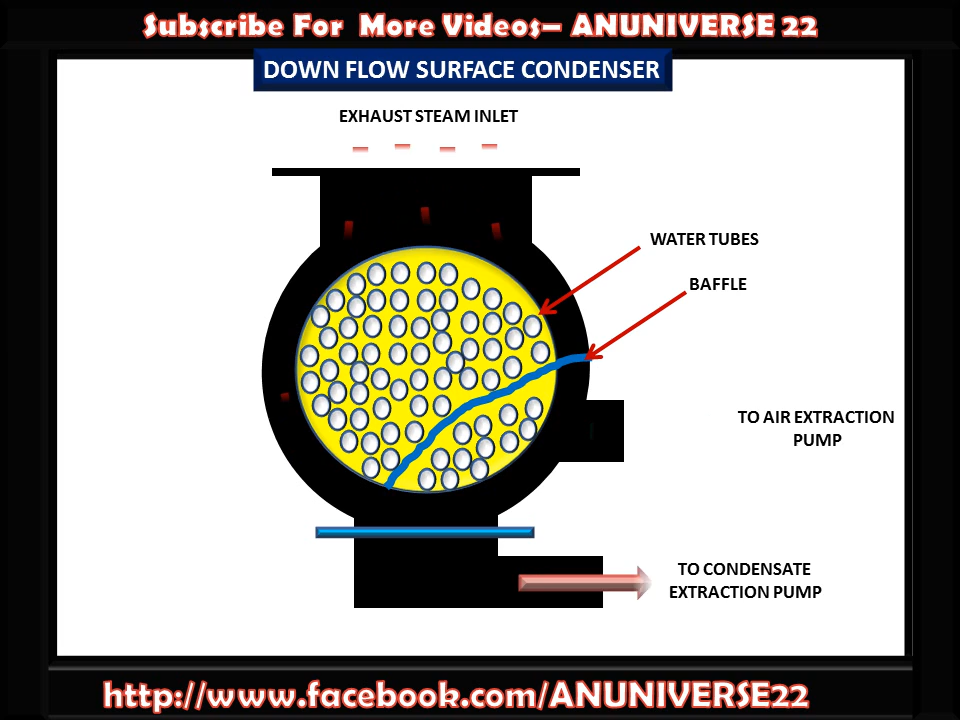 Subscribe For More Videos– ANUNIVERSE 22
DOWN FLOW SURFACE CONDENSER
EXHAUST STEAM INLET
WATER TUBES
BAFFLE
TO AIR EXTRACTION
PUMP
TO CONDENSATE
EXTRACTION PUMP
http://www.facebook.com/ANUNIVERSE22